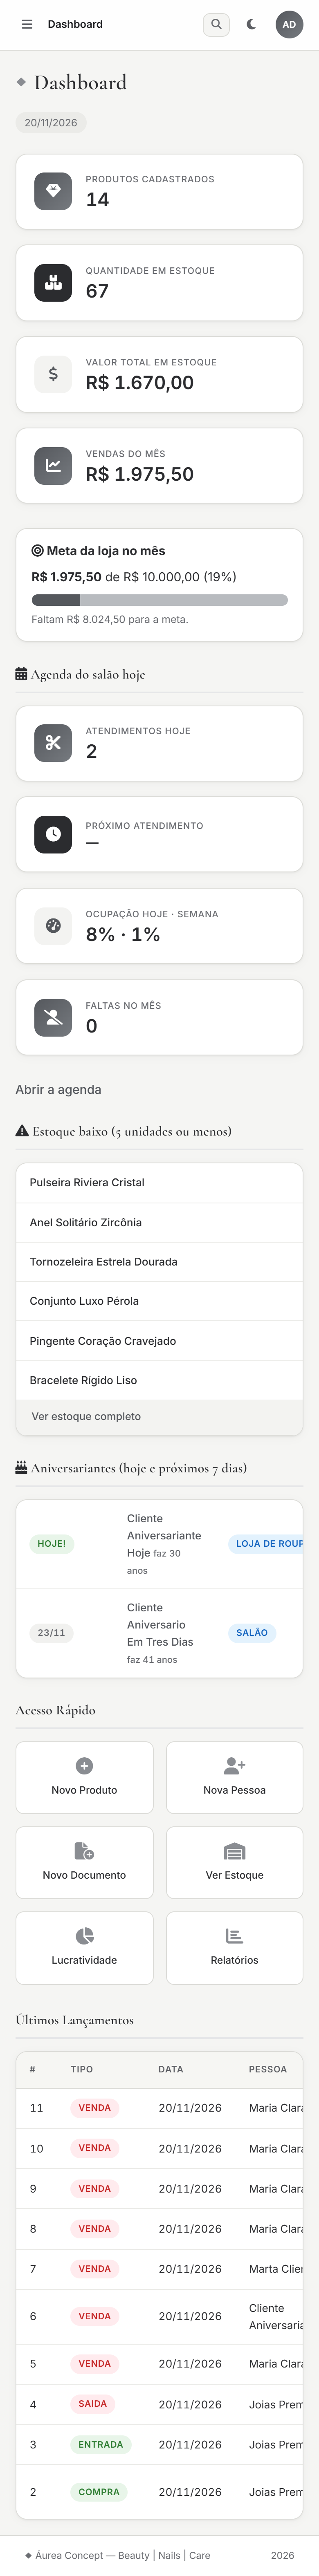 Dashboard
AD
Dashboard
20/11/2026
PRODUTOS CADASTRADOS
14
QUANTIDADE EM ESTOQUE
67
VALOR TOTAL EM ESTOQUE
R$ 1.670,00
VENDAS DO MÊS
R$ 1.975,50
Meta da loja no mês
R$ 1.975,50 de R$ 10.000,00 (19%)
Faltam R$ 8.024,50 para a meta.
Agenda do salão hoje
ATENDIMENTOS HOJE
2
PRÓXIMO ATENDIMENTO
—
OCUPAÇÃO HOJE · SEMANA
8% · 1%
FALTAS NO MÊS
0
Abrir a agenda
Estoque baixo (5 unidades ou menos)
Pulseira Riviera Cristal
Anel Solitário Zircônia
Tornozeleira Estrela Dourada
Conjunto Luxo Pérola
Pingente Coração Cravejado
Bracelete Rígido Liso
Ver estoque completo
Aniversariantes (hoje e próximos 7 dias)
HOJE!
Cliente
Aniversariante
Hoje faz 30
anos
LOJA DE ROUP
23/11
Cliente
Aniversario
Em Tres Dias
faz 41 anos
SALÃO
Acesso Rápido
Novo Produto
Nova Pessoa
Novo Documento
Ver Estoque
Lucratividade
Relatórios
Últimos Lançamentos
# TIPO DATA PESSOA
11 VENDA 20/11/2026 Maria Clara
10 VENDA 20/11/2026 Maria Clara
9 VENDA 20/11/2026 Maria Clara
8 VENDA 20/11/2026 Maria Clara
7 VENDA 20/11/2026 Marta Clien
6 VENDA 20/11/2026 Cliente
Aniversaria
5 VENDA 20/11/2026 Maria Clara
4 SAIDA 20/11/2026 Joias Prem
3 ENTRADA 20/11/2026 Joias Prem
2 COMPRA 20/11/2026 Joias Prem
◆ Áurea Concept — Beauty | Nails | Care 2026